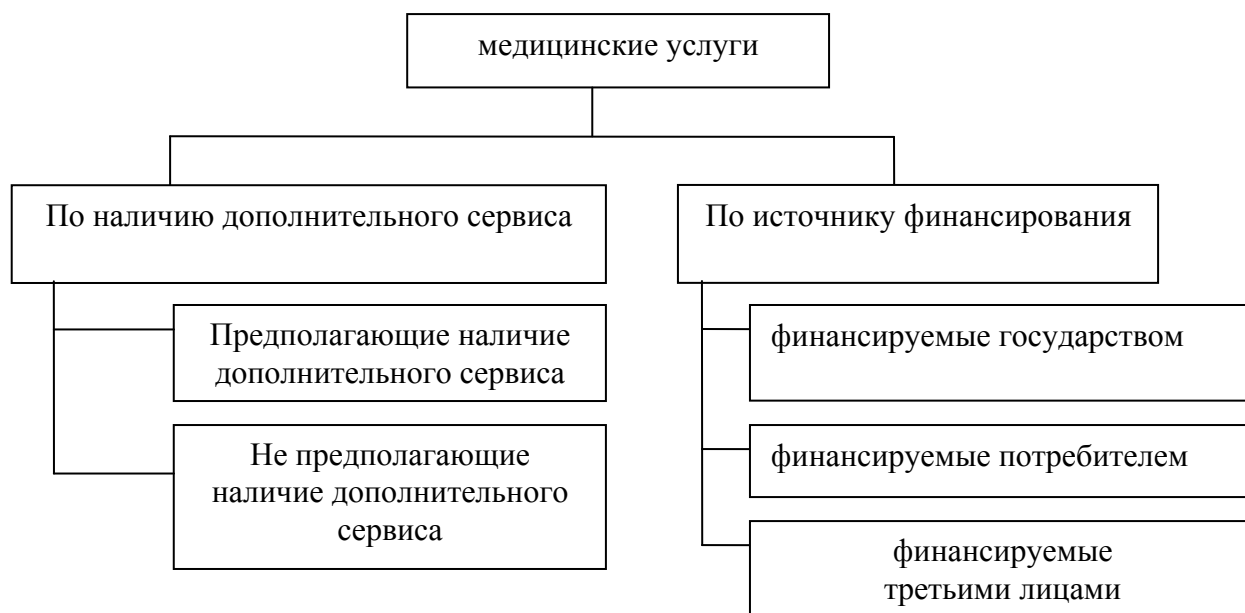 медицинские услуги
По наличию дополнительного сервиса
Предполагающие наличие
дополнительного сервиса
Не предполагающие
наличие дополнительного
сервиса
По источнику финансирования
финансируемые государством
финансируемые потребителем
финансируемые
третьими лицами